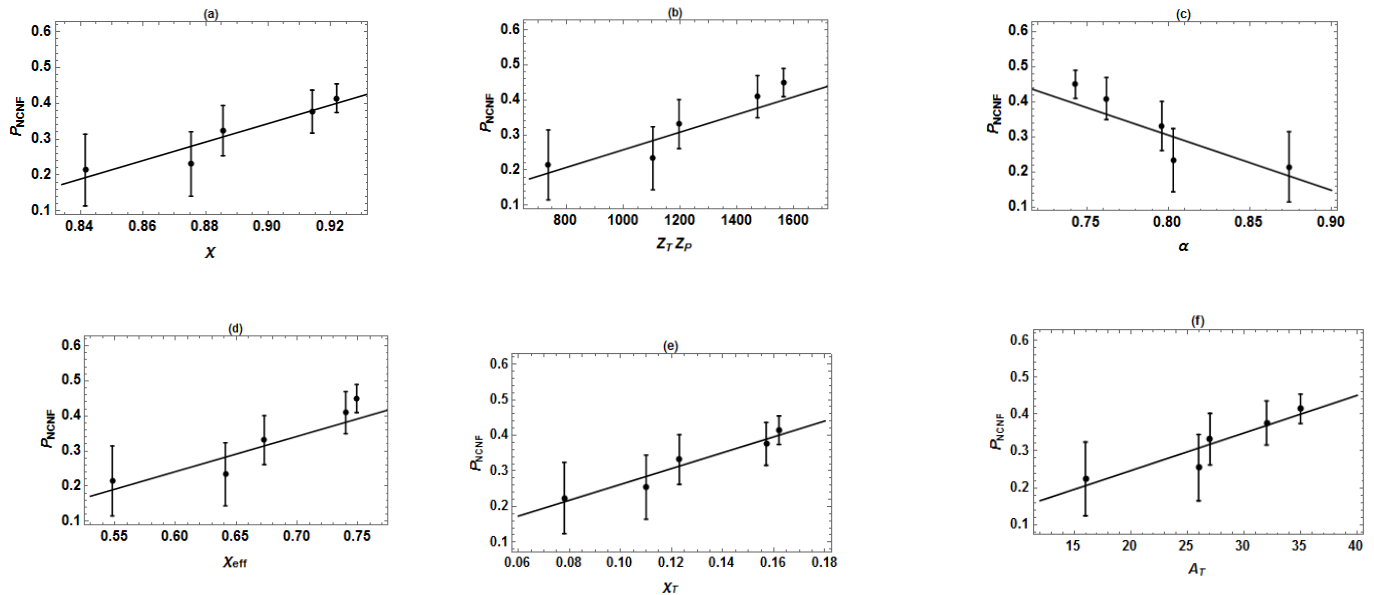 (a)
0.6
0.5
0.4
0.3
0.2
0.1
P_NCNF
0.84 0.86 0.88 0.90 0.92
χ
(b)
0.6
0.5
0.4
0.3
0.2
0.1
P_NCNF
800 1000 1200 1400 1600
Z_T Z_P
(c)
0.6
0.5
0.4
0.3
0.2
0.1
P_NCNF
0.75 0.80 0.85 0.90
α
(d)
0.6
0.5
0.4
0.3
0.2
0.1
P_NCNF
0.55 0.60 0.65 0.70 0.75
χ_eff
(e)
0.6
0.5
0.4
0.3
0.2
0.1
P_NCNF
0.06 0.08 0.10 0.12 0.14 0.16 0.18
χ_T
(f)
0.6
0.5
0.4
0.3
0.2
0.1
P_NCNF
15 20 25 30 35 40
A_T